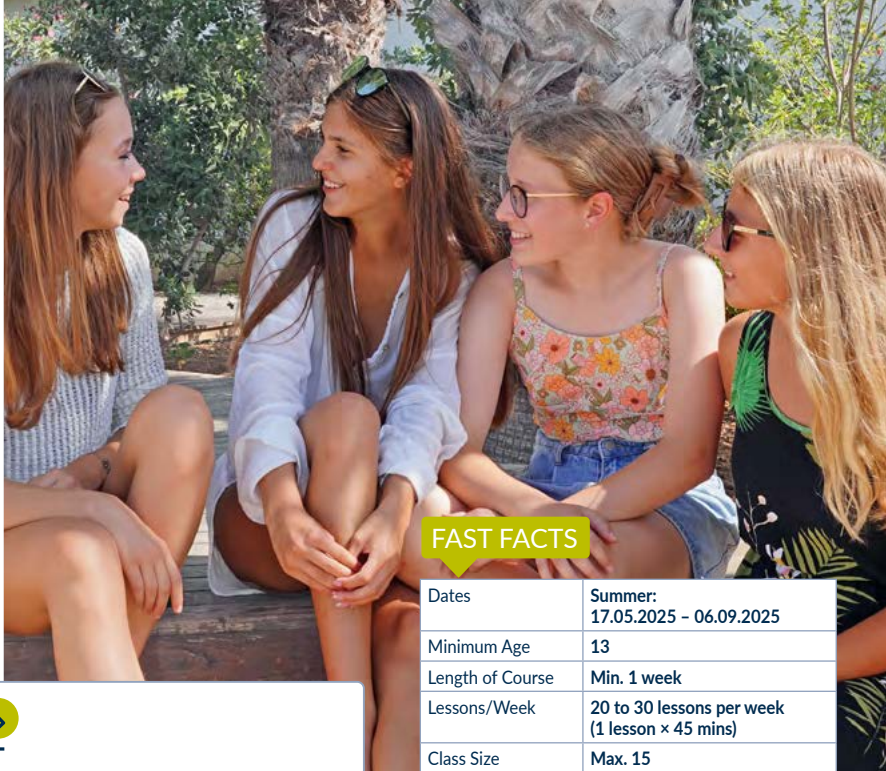 FAST FACTS
Dates Summer:
17.05.2025 – 06.09.2025
Minimum Age 13
Length of Course Min. 1 week
Lessons/Week 20 to 30 lessons per week
(1 lesson × 45 mins)
Class Size Max. 15